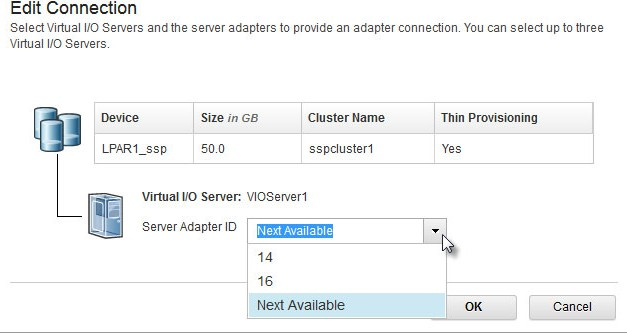 Edit Connection
Select Virtual I/O Servers and the server adapters to provide an adapter connection. You can select up to three
Virtual I/O Servers.
Device Size in GB Cluster Name Thin Provisioning
LPAR1_ssp 50.0 sspcluster1 Yes
Virtual I/O Server: VIOServer1
Server Adapter ID Next Available
14
16
Next Available
OK Cancel